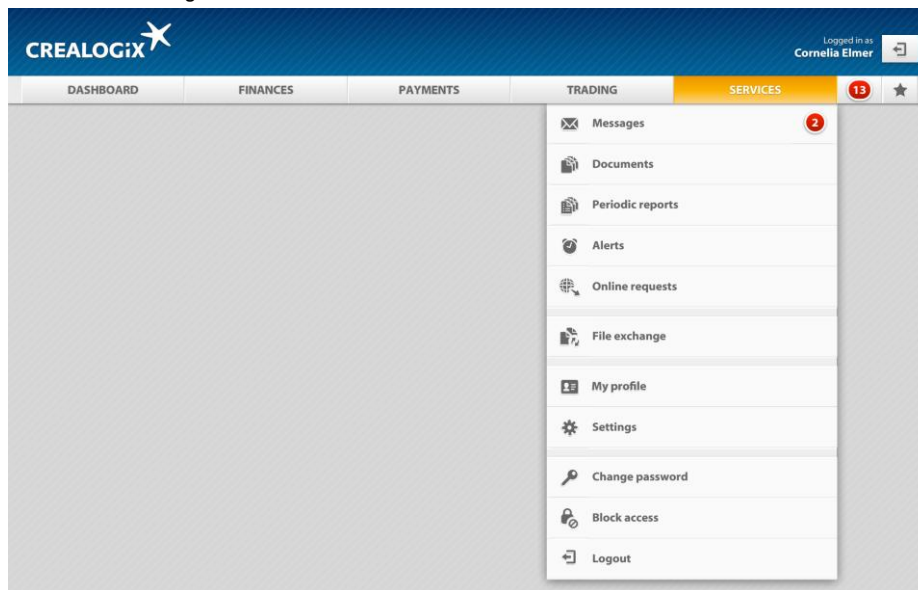 CREALOGiX
Logged in as
Cornelia Elmer
DASHBOARD FINANCES PAYMENTS TRADING SERVICES 13
Messages 2
Documents
Periodic reports
Alerts
Online requests
File exchange
My profile
Settings
Change password
Block access
Logout